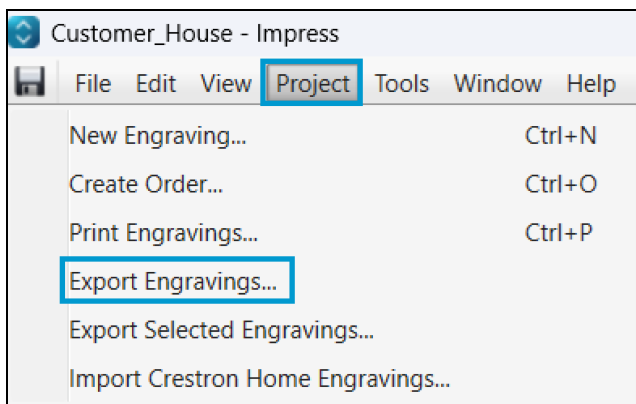 Customer_House - Impress
File Edit View Project Tools Window Help
New Engraving... Ctrl+N
Create Order... Ctrl+O
Print Engravings... Ctrl+P
Export Engravings...
Export Selected Engravings...
Import Crestron Home Engravings...